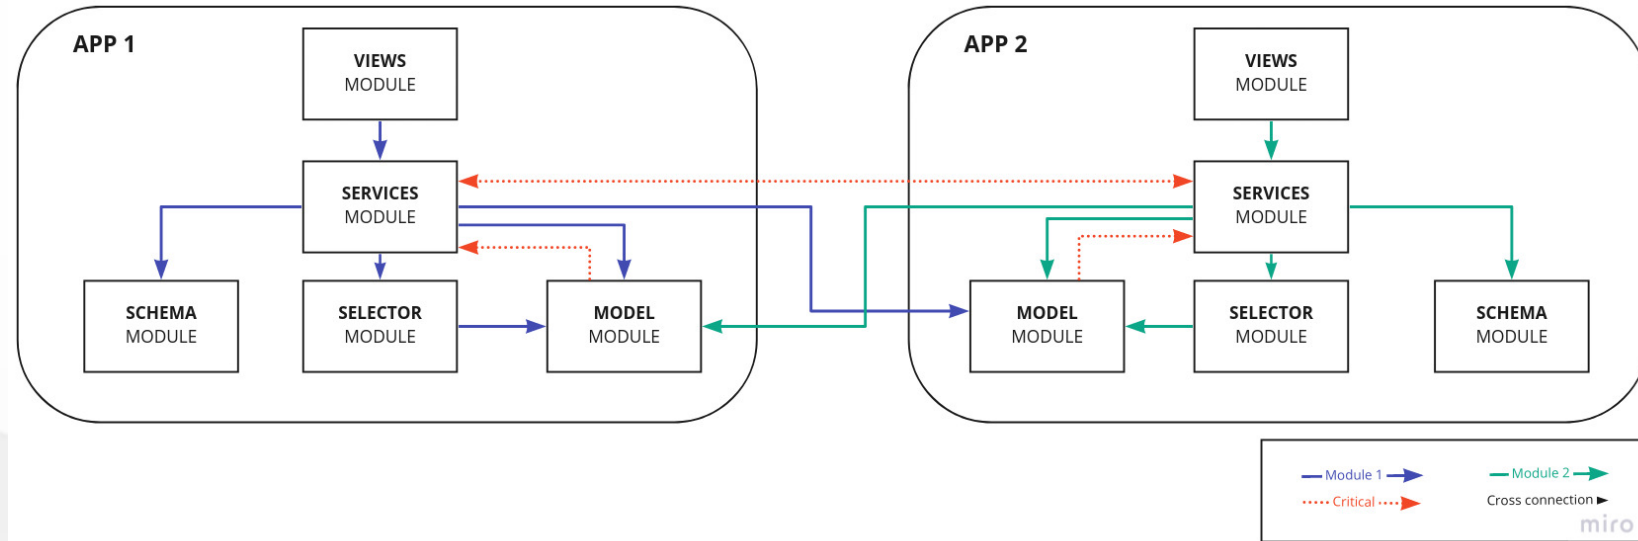 APP 1
VIEWS
MODULE
SERVICES
MODULE
SCHEMA
MODULE
SELECTOR
MODULE
MODEL
MODULE
APP 2
VIEWS
MODULE
SERVICES
MODULE
MODEL
MODULE
SELECTOR
MODULE
SCHEMA
MODULE
Module 1
Module 2
Critical
Cross connection
miro